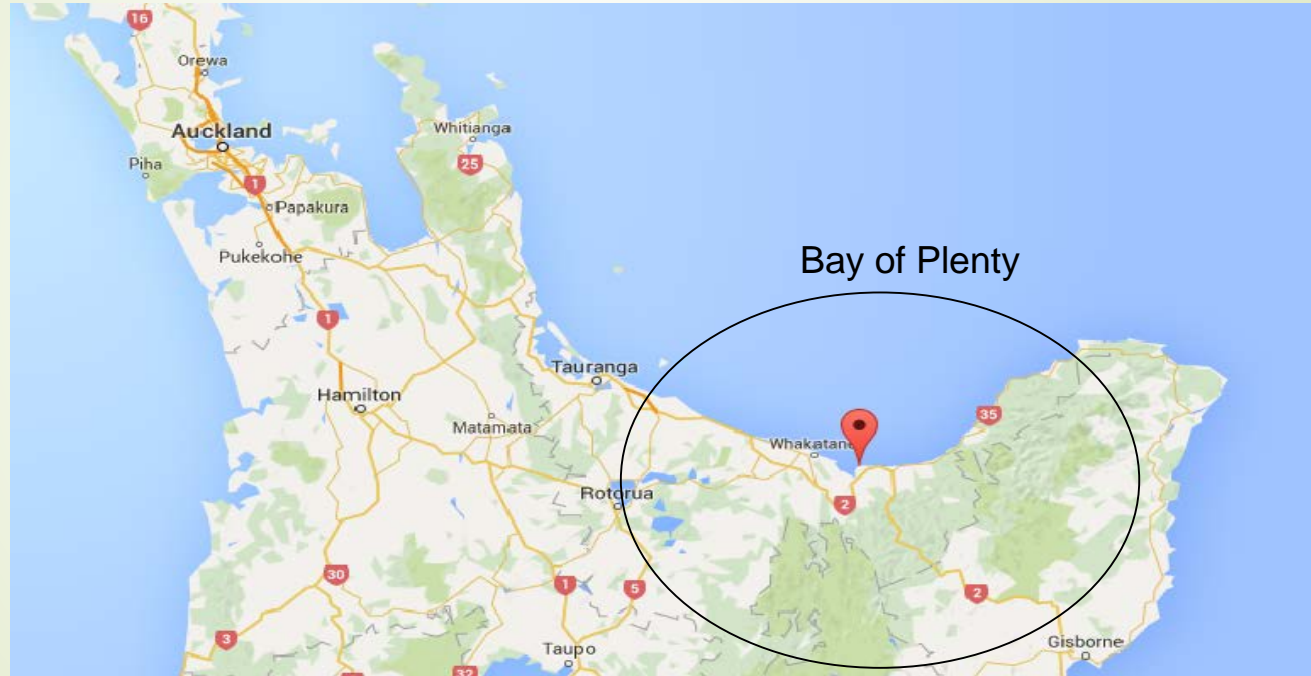 16
Orewa
Auckland
Whitianga
Piha
25
1
Papakura
Pukekohe
Bay of Plenty
1
Tauranga
Hamilton
35
Matamata
Whakatane
Rotorua
2
30
1
5
2
3
Gisborne
Taupo
32